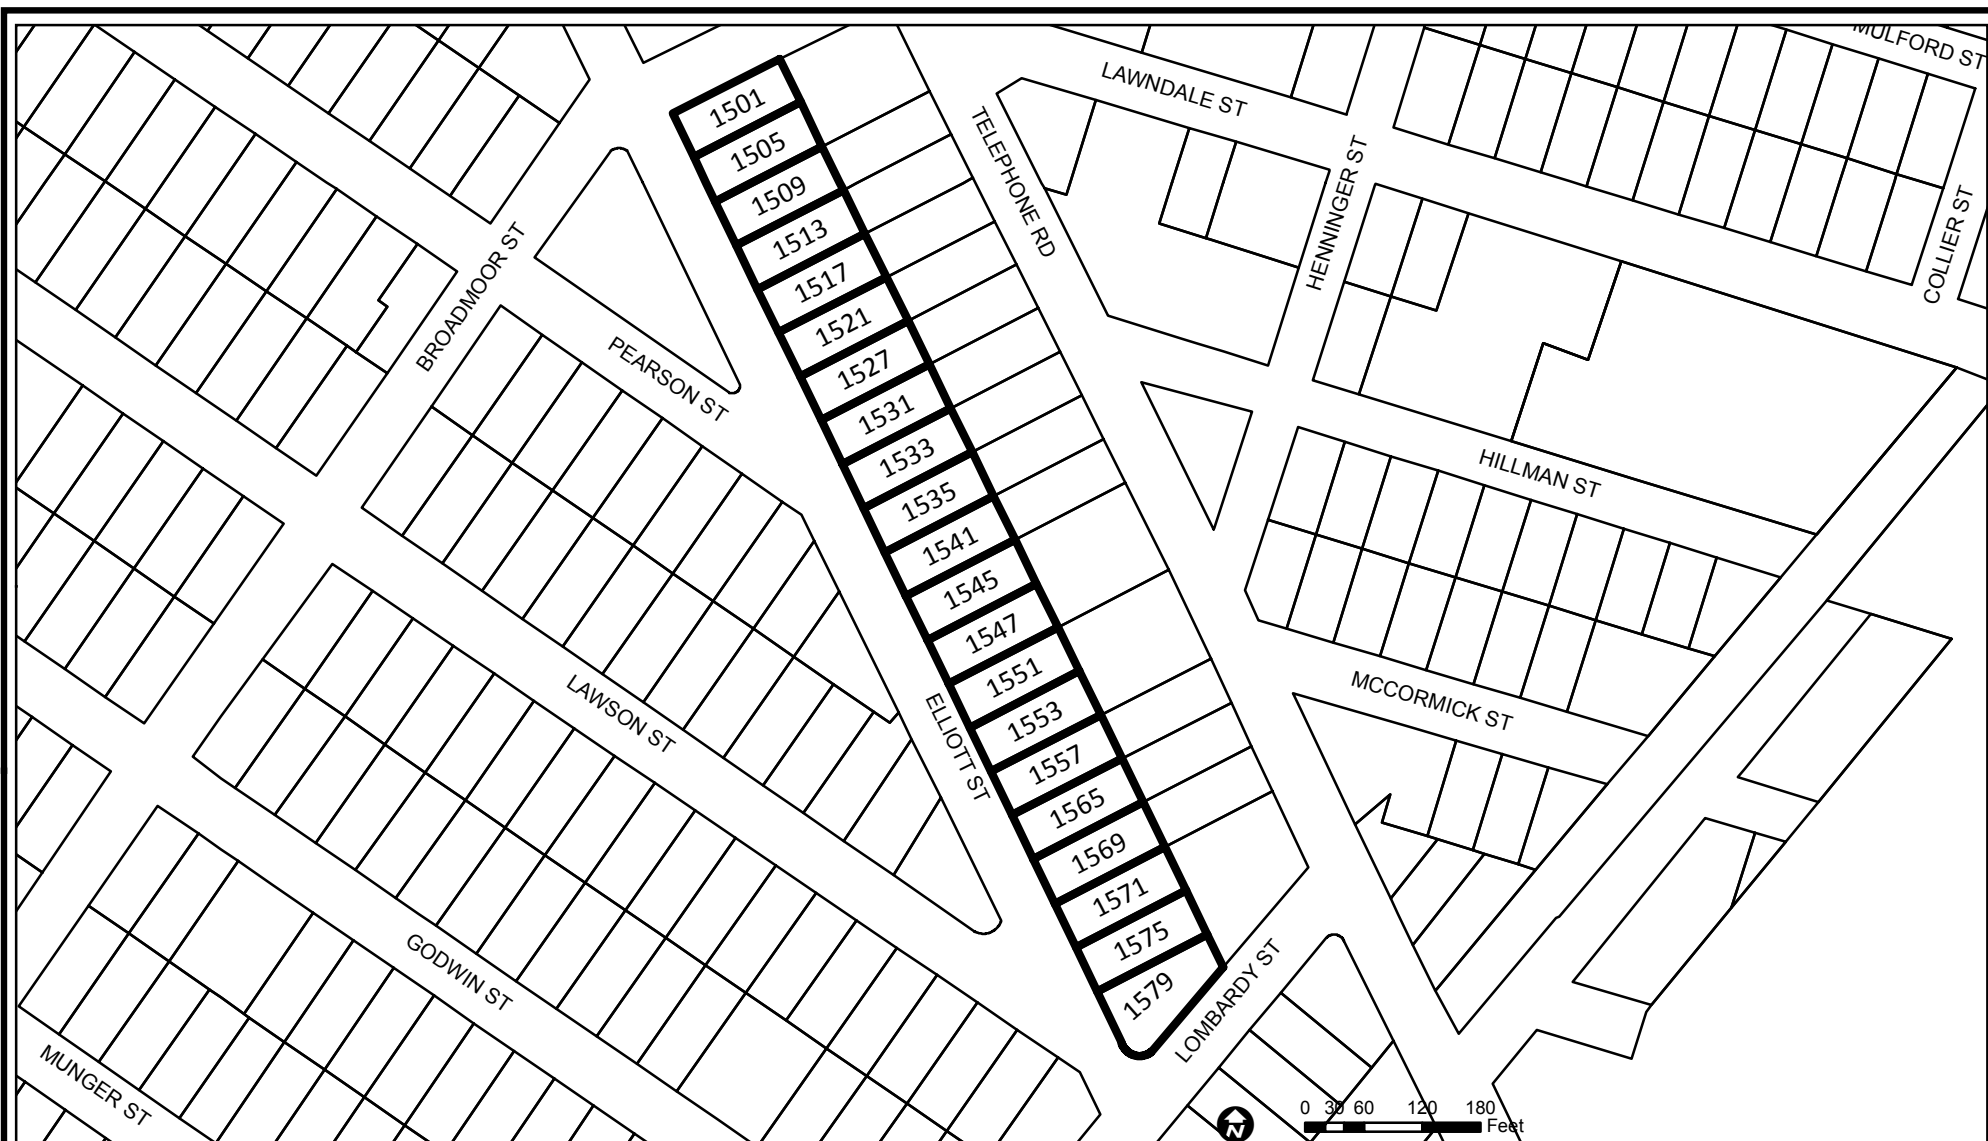 MULFORD ST
LAWNDALE ST
1501
TELEPHONE RD
1505
HENNINGER ST
1509
COLLIER ST
1513
BROADMOOR ST
1517
1521
PEARSON ST
1527
1531
1533
HILLMAN ST
1535
1541
1545
1547
1551
MCCORMICK ST
LAWSON ST
1553
ELLIOTT ST
1557
1565
1569
1571
1575
GODWIN ST
1579
LOMBARDY ST
MUNGER ST
0 30 60 120 180
Feet
N